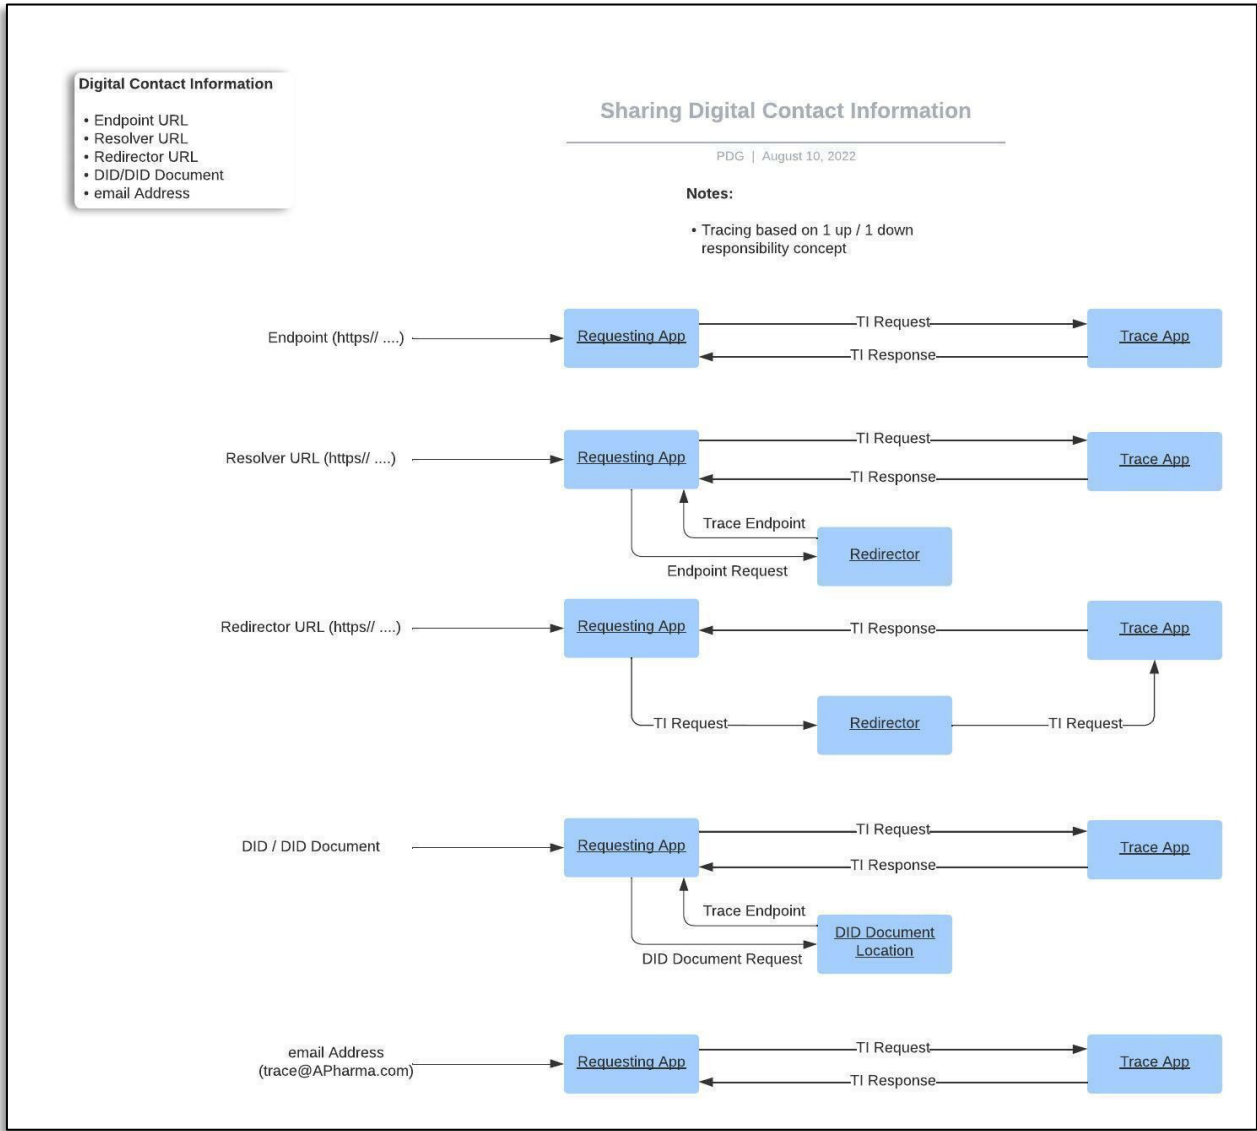 Digital Contact Information
• Endpoint URL
• Resolver URL
• Redirector URL
• DID/DID Document
• email Address
Sharing Digital Contact Information
PDG | August 10, 2022
Notes:
• Tracing based on 1 up / 1 down
responsibility concept
Endpoint (https// ....)
Requesting App
TI Request
TI Response
Trace App
Resolver URL (https// ....)
Requesting App
TI Request
TI Response
Trace App
Trace Endpoint
Redirector
Endpoint Request
Redirector URL (https// ....)
Requesting App
TI Response
Trace App
TI Request
Redirector
TI Request
DID / DID Document
Requesting App
TI Request
TI Response
Trace App
Trace Endpoint
DID Document
Location
DID Document Request
email Address
(trace@APharma.com)
Requesting App
TI Request
TI Response
Trace App